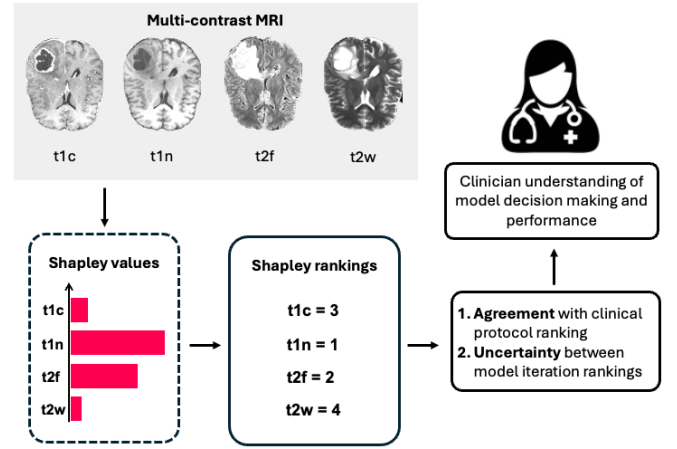 Multi-contrast MRI
t1c t1n t2f t2w
Clinician understanding of
model decision making and
performance
Shapley values
t1c
t1n
t2f
t2w
Shapley rankings
t1c = 3
t1n = 1
t2f = 2
t2w = 4
1. Agreement with clinical
protocol ranking
2. Uncertainty between
model iteration rankings